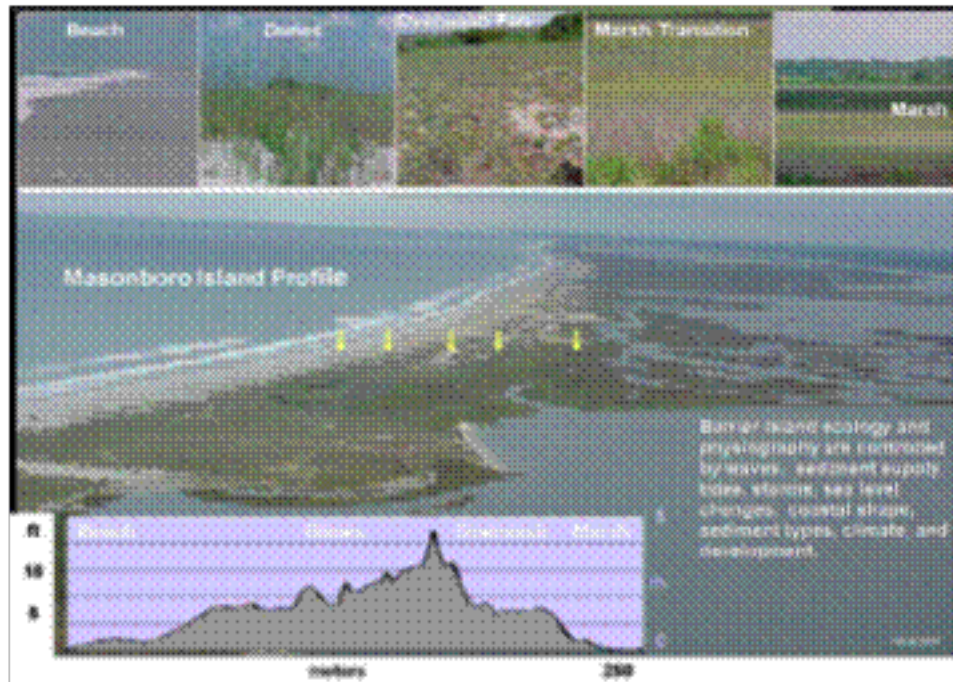 Beach
Dunes
Marsh Transition
Marsh
Masonboro Island Profile
Barrier island ecology and
physiography are controlled
by waves, sediment supply
tides, storms, sea level
changes, coastal shape,
sediment types, climate, and
development.
ft
Beach Dunes Overwash Marsh
10
5
0
meters 250